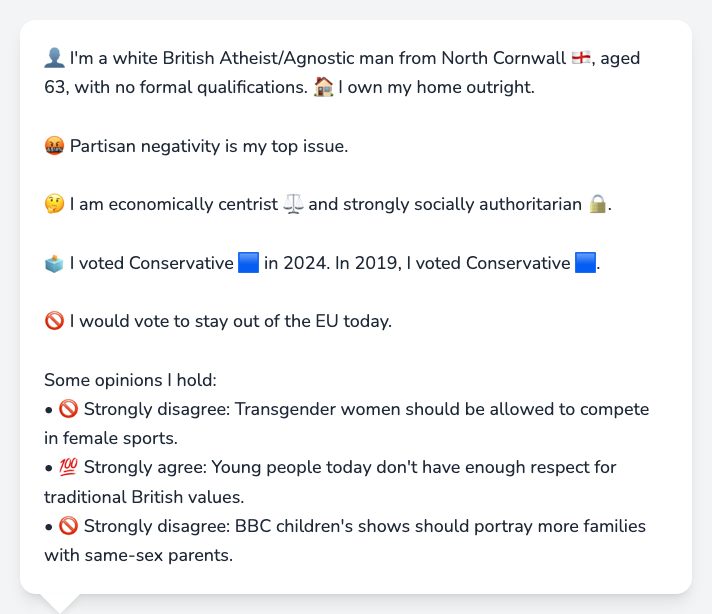 👤 I'm a white British Atheist/Agnostic man from North Cornwall 🏴󠁧󠁢󠁥󠁮󠁧󠁿, aged
63, with no formal qualifications. 🏠 I own my home outright.
🤬 Partisan negativity is my top issue.
🤔 I am economically centrist ⚖️ and strongly socially authoritarian 🔒.
🗳️ I voted Conservative 🟦 in 2024. In 2019, I voted Conservative 🟦.
🚫 I would vote to stay out of the EU today.
Some opinions I hold:
• 🚫 Strongly disagree: Transgender women should be allowed to compete
in female sports.
• 💯 Strongly agree: Young people today don't have enough respect for
traditional British values.
• 🚫 Strongly disagree: BBC children's shows should portray more families
with same-sex parents.